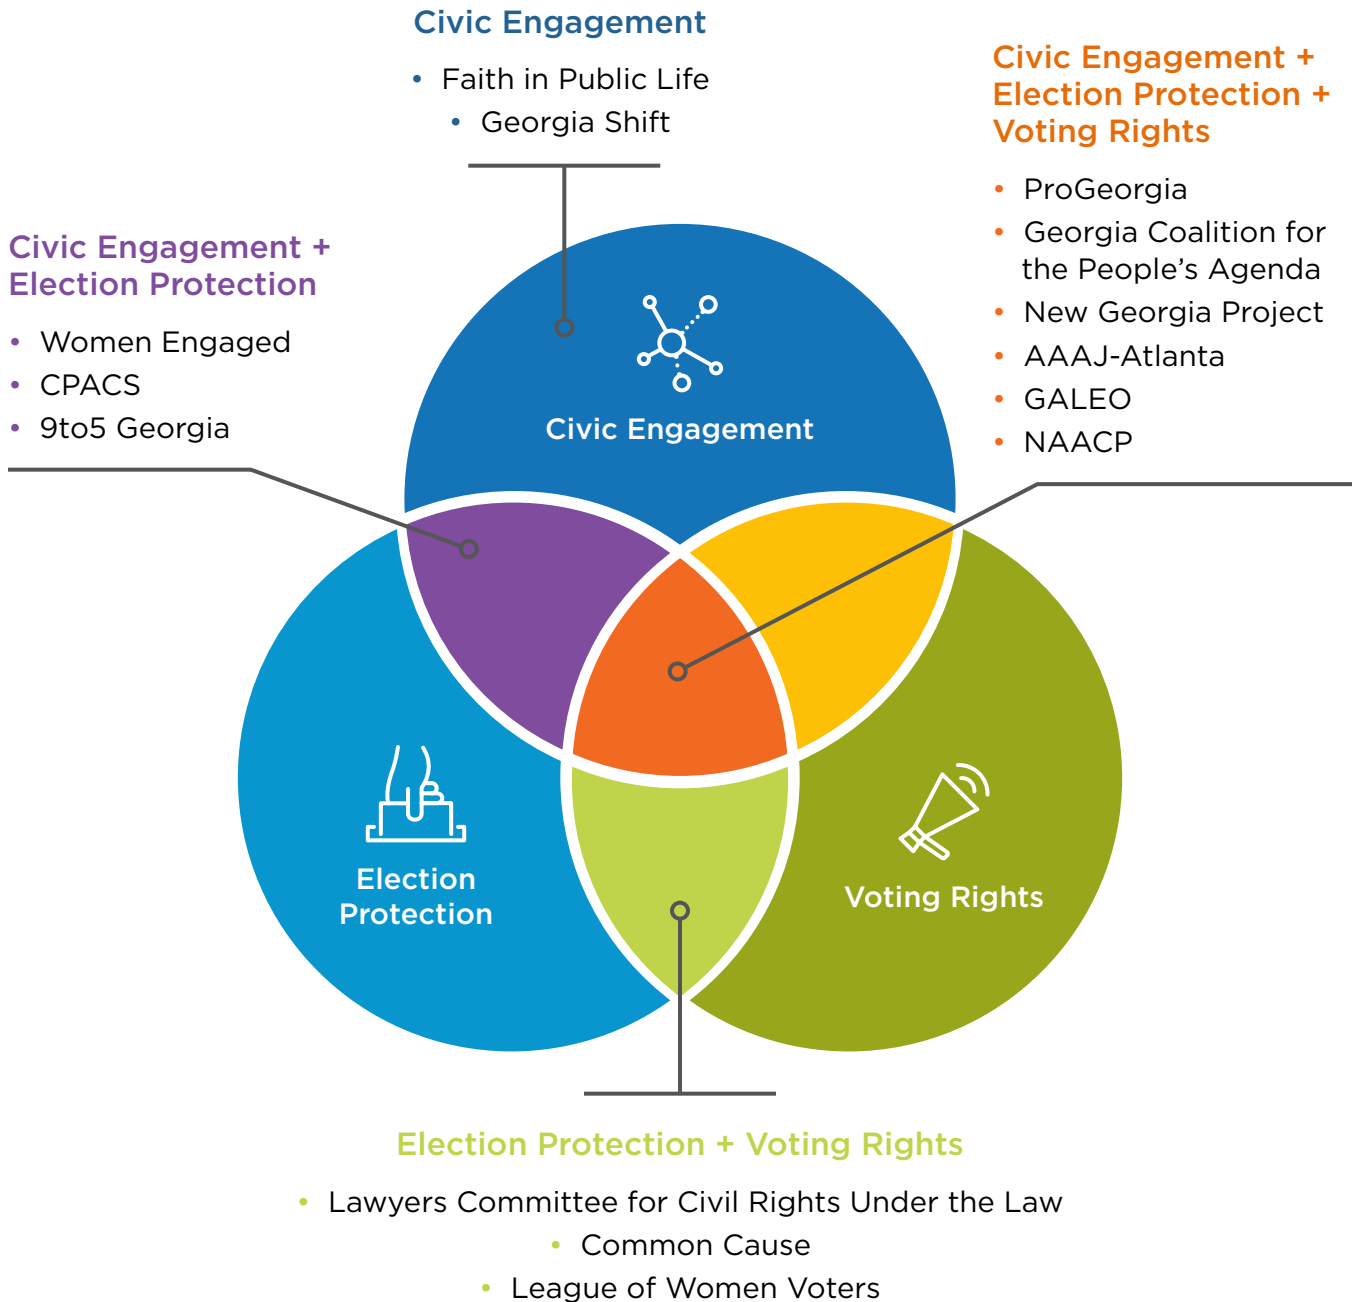 Civic Engagement
• Faith in Public Life
• Georgia Shift
Civic Engagement +
Election Protection +
Voting Rights
• ProGeorgia
• Georgia Coalition for
the People’s Agenda
• New Georgia Project
• AAAJ-Atlanta
• GALEO
• NAACP
Civic Engagement +
Election Protection
• Women Engaged
• CPACS
• 9to5 Georgia
Civic Engagement
Election
Protection
Voting Rights
Election Protection + Voting Rights
• Lawyers Committee for Civil Rights Under the Law
• Common Cause
• League of Women Voters